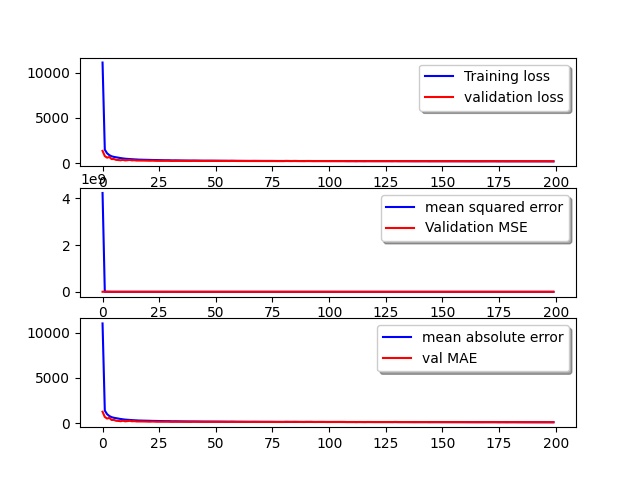 10000
5000
0
Training loss
validation loss
0 25 50 75 100 125 150 175 200
1e9
4
2
0
mean squared error
Validation MSE
0 25 50 75 100 125 150 175 200
10000
5000
0
mean absolute error
val MAE
0 25 50 75 100 125 150 175 200